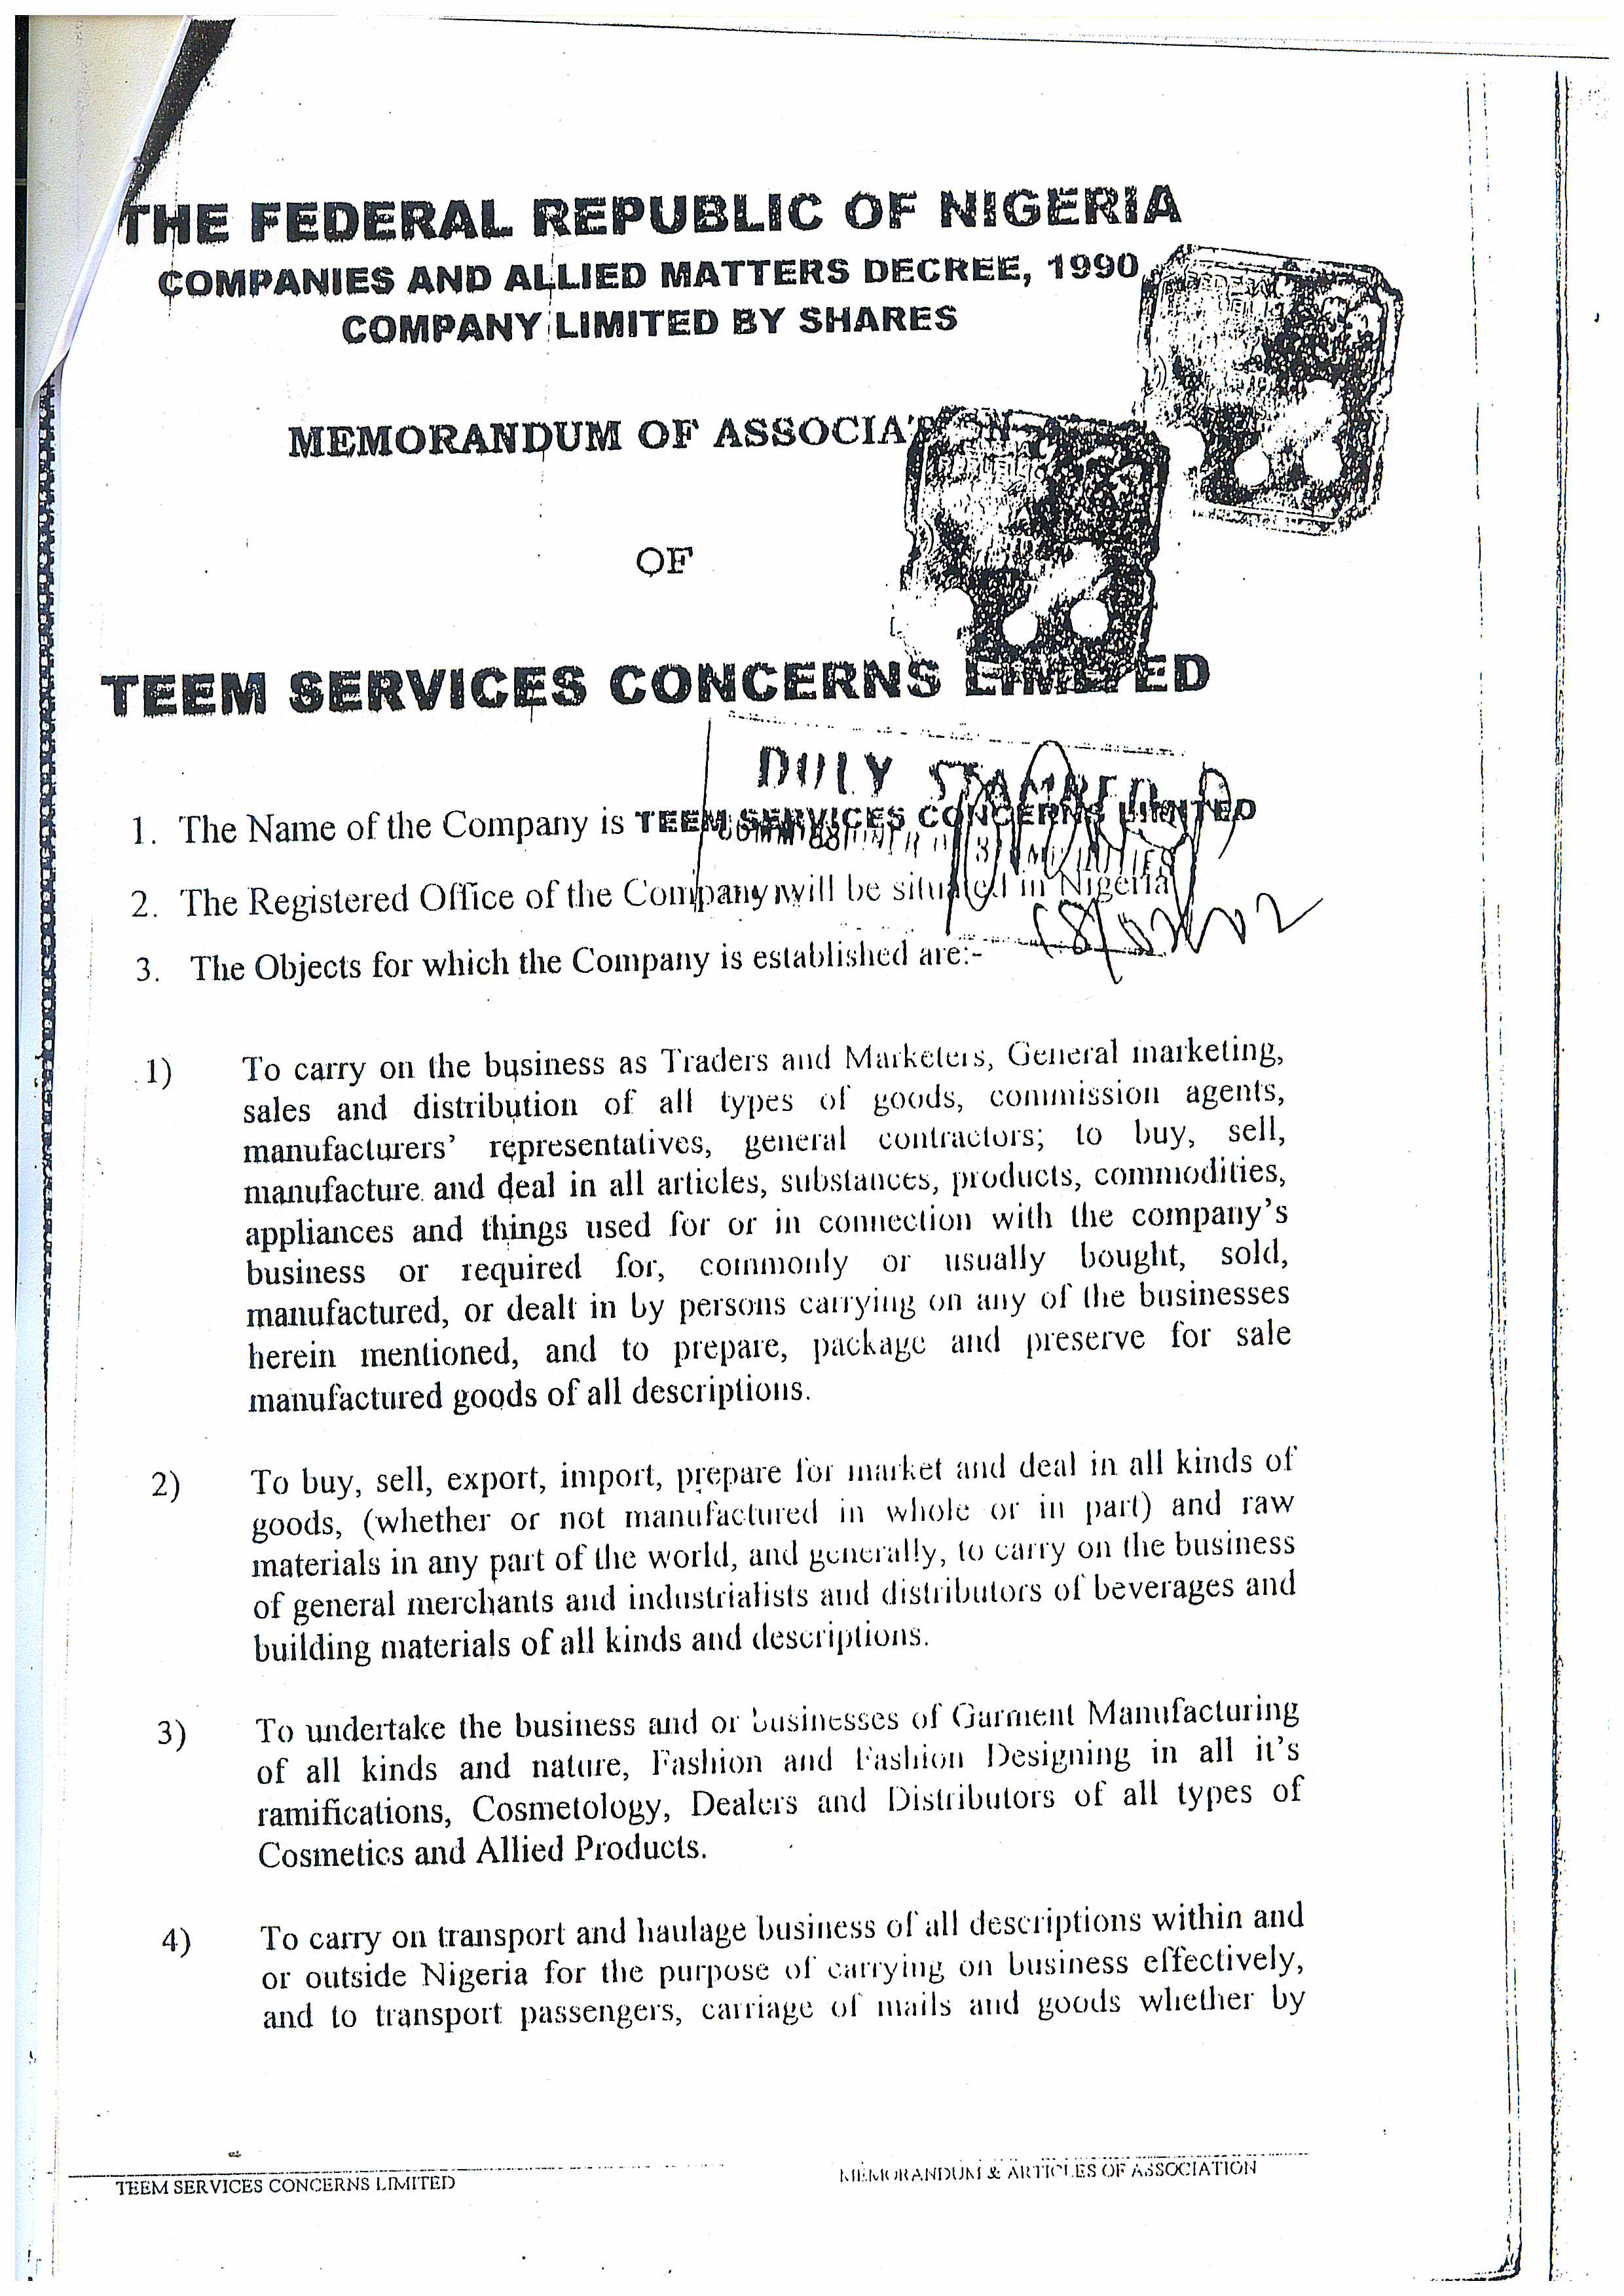 THE FEDERAL REPUBLIC OF NIGERIA
COMPANIES AND ALLIED MATTERS DECREE, 1990
COMPANY LIMITED BY SHARES
MEMORANDUM OF ASSOCIATION
OF
TEEM SERVICES CONCERNS LIMITED
DULY STAMPED
1. The Name of the Company is TEEM SERVICES CONCERNS LIMITED
2. The Registered Office of the Company will be situated in Nigeria
3. The Objects for which the Company is established are:-
1) To carry on the business as Traders and Marketers, General marketing,
sales and distribution of all types of goods, commission agents,
manufacturers' representatives, general contractors; to buy, sell,
manufacture and deal in all articles, substances, products, commodities,
appliances and things used for or in connection with the company's
business or required for, commonly or usually bought, sold,
manufactured, or dealt in by persons carrying on any of the businesses
herein mentioned, and to prepare, package and preserve for sale
manufactured goods of all descriptions.
2) To buy, sell, export, import, prepare for market and deal in all kinds of
goods, (whether or not manufactured in whole or in part) and raw
materials in any part of the world, and generally, to carry on the business
of general merchants and industrialists and distributors of beverages and
building materials of all kinds and descriptions.
3) To undertake the business and or businesses of Garment Manufacturing
of all kinds and nature, Fashion and Fashion Designing in all it's
ramifications, Cosmetology, Dealers and Distributors of all types of
Cosmetics and Allied Products.
4) To carry on transport and haulage business of all descriptions within and
or outside Nigeria for the purpose of carrying on business effectively,
and to transport passengers, carriage of mails and goods whether by
TEEM SERVICES CONCERNS LIMITED
MEMORANDUM & ARTICLES OF ASSOCIATION